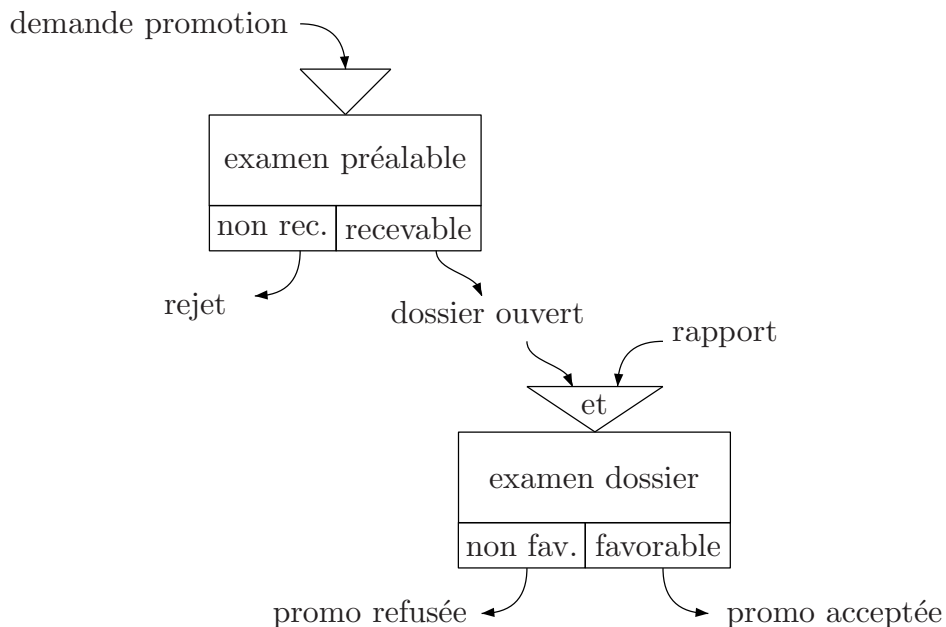 demande promotion
examen préalable
non rec.
recevable
rejet
dossier ouvert
rapport
et
examen dossier
non fav.
favorable
promo refusée
promo acceptée